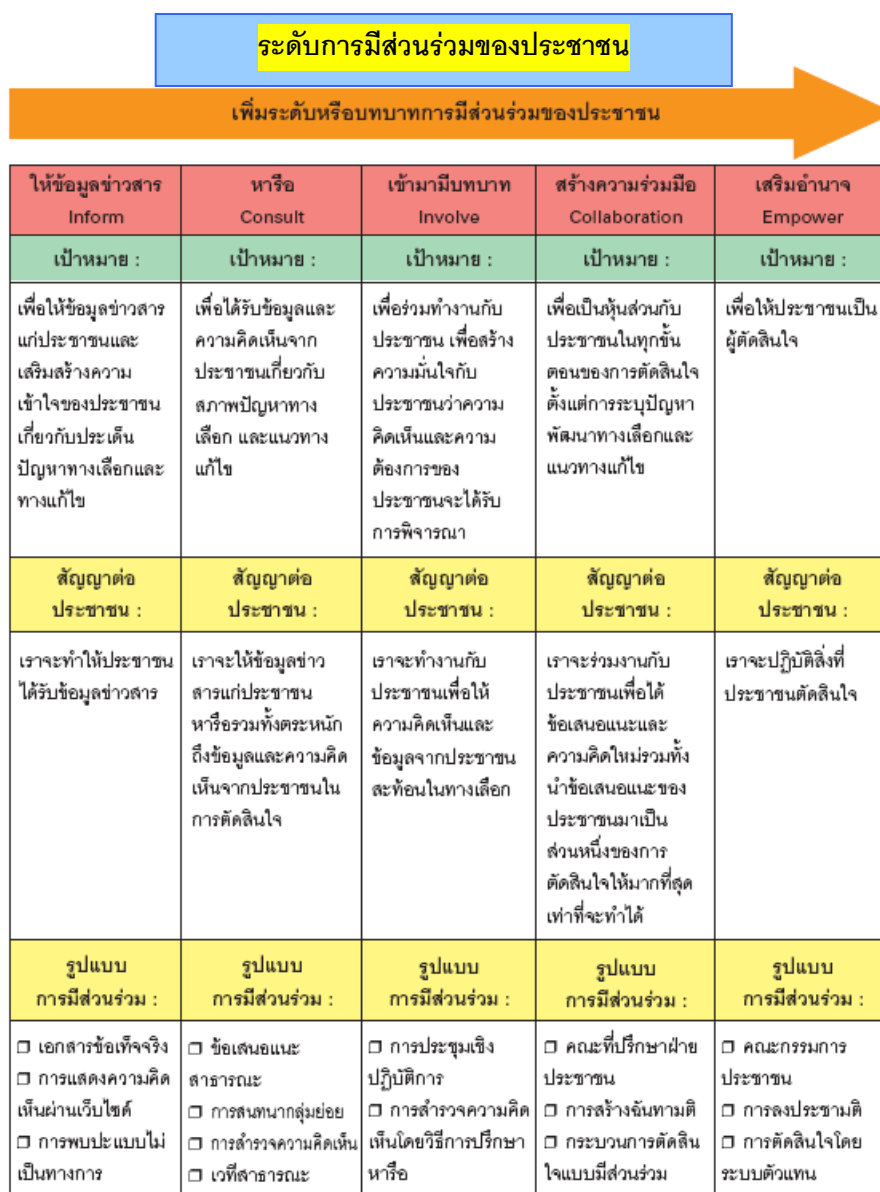 ระดับการมีส่วนร่วมของประชาชน
เพิ่มระดับหรือบทบาทการมีส่วนร่วมของประชาชน
ให้ข้อมูลข่าวสาร
Inform
หารือ
Consult
เข้ามามีบทบาท
Involve
สร้างความร่วมมือ
Collaboration
เสริมอำนาจ
Empower
เป้าหมาย :
เป้าหมาย :
เป้าหมาย :
เป้าหมาย :
เป้าหมาย :
เพื่อให้ข้อมูลข่าวสาร
แก่ประชาชนและ
เสริมสร้างความ
เข้าใจของประชาชน
เกี่ยวกับประเด็น
ปัญหาทางเลือกและ
ทางแก้ไข
เพื่อได้รับข้อมูลและ
ความคิดเห็นจาก
ประชาชนเกี่ยวกับ
สภาพปัญหาทาง
เลือก และแนวทาง
แก้ไข
เพื่อร่วมทำงานกับ
ประชาชน เพื่อสร้าง
ความมั่นใจกับ
ประชาชนว่าความ
คิดเห็นและความ
ต้องการของ
ประชาชนจะได้รับ
การพิจารณา
เพื่อเป็นหุ้นส่วนกับ
ประชาชนในทุกขั้น
ตอนของการตัดสินใจ
ตั้งแต่การระบุปัญหา
พัฒนาทางเลือกและ
แนวทางแก้ไข
เพื่อให้ประชาชนเป็น
ผู้ตัดสินใจ
สัญญาต่อ
ประชาชน :
สัญญาต่อ
ประชาชน :
สัญญาต่อ
ประชาชน :
สัญญาต่อ
ประชาชน :
สัญญาต่อ
ประชาชน :
เราจะทำให้ประชาชน
ได้รับข้อมูลข่าวสาร
เราจะให้ข้อมูลข่าว
สารแก่ประชาชน
หารือรวมทั้งตระหนัก
ถึงข้อมูลและความคิด
เห็นจากประชาชนใน
การตัดสินใจ
เราจะทำงานกับ
ประชาชนเพื่อให้
ความคิดเห็นและ
ข้อมูลจากประชาชน
สะท้อนในทางเลือก
เราจะร่วมงานกับ
ประชาชนเพื่อได้
ข้อเสนอแนะและ
ความคิดใหม่รวมทั้ง
นำข้อเสนอแนะของ
ประชาชนมาเป็น
ส่วนหนึ่งของการ
ตัดสินใจให้มากที่สุด
เท่าที่จะทำได้
เราจะปฏิบัติสิ่งที่
ประชาชนตัดสินใจ
รูปแบบ
การมีส่วนร่วม :
รูปแบบ
การมีส่วนร่วม :
รูปแบบ
การมีส่วนร่วม :
รูปแบบ
การมีส่วนร่วม :
รูปแบบ
การมีส่วนร่วม :
❒ เอกสารข้อเท็จจริง
❒ การแสดงความคิด
เห็นผ่านเว็บไซต์
❒ การพบปะแบบไม่
เป็นทางการ
❒ ข้อเสนอแนะ
สาธารณะ
❒ การสนทนากลุ่มย่อย
❒ การสำรวจความคิดเห็น
❒ เวทีสาธารณะ
❒ การประชุมเชิง
ปฏิบัติการ
❒ การสำรวจความคิด
เห็นโดยวิธีการปรึกษา
หารือ
❒ คณะที่ปรึกษาฝ่าย
ประชาชน
❒ การสร้างฉันทามติ
❒ กระบวนการตัดสิน
ใจแบบมีส่วนร่วม
❒ คณะกรรมการ
ประชาชน
❒ การลงประชามติ
❒ การตัดสินใจโดย
ระบบตัวแทน